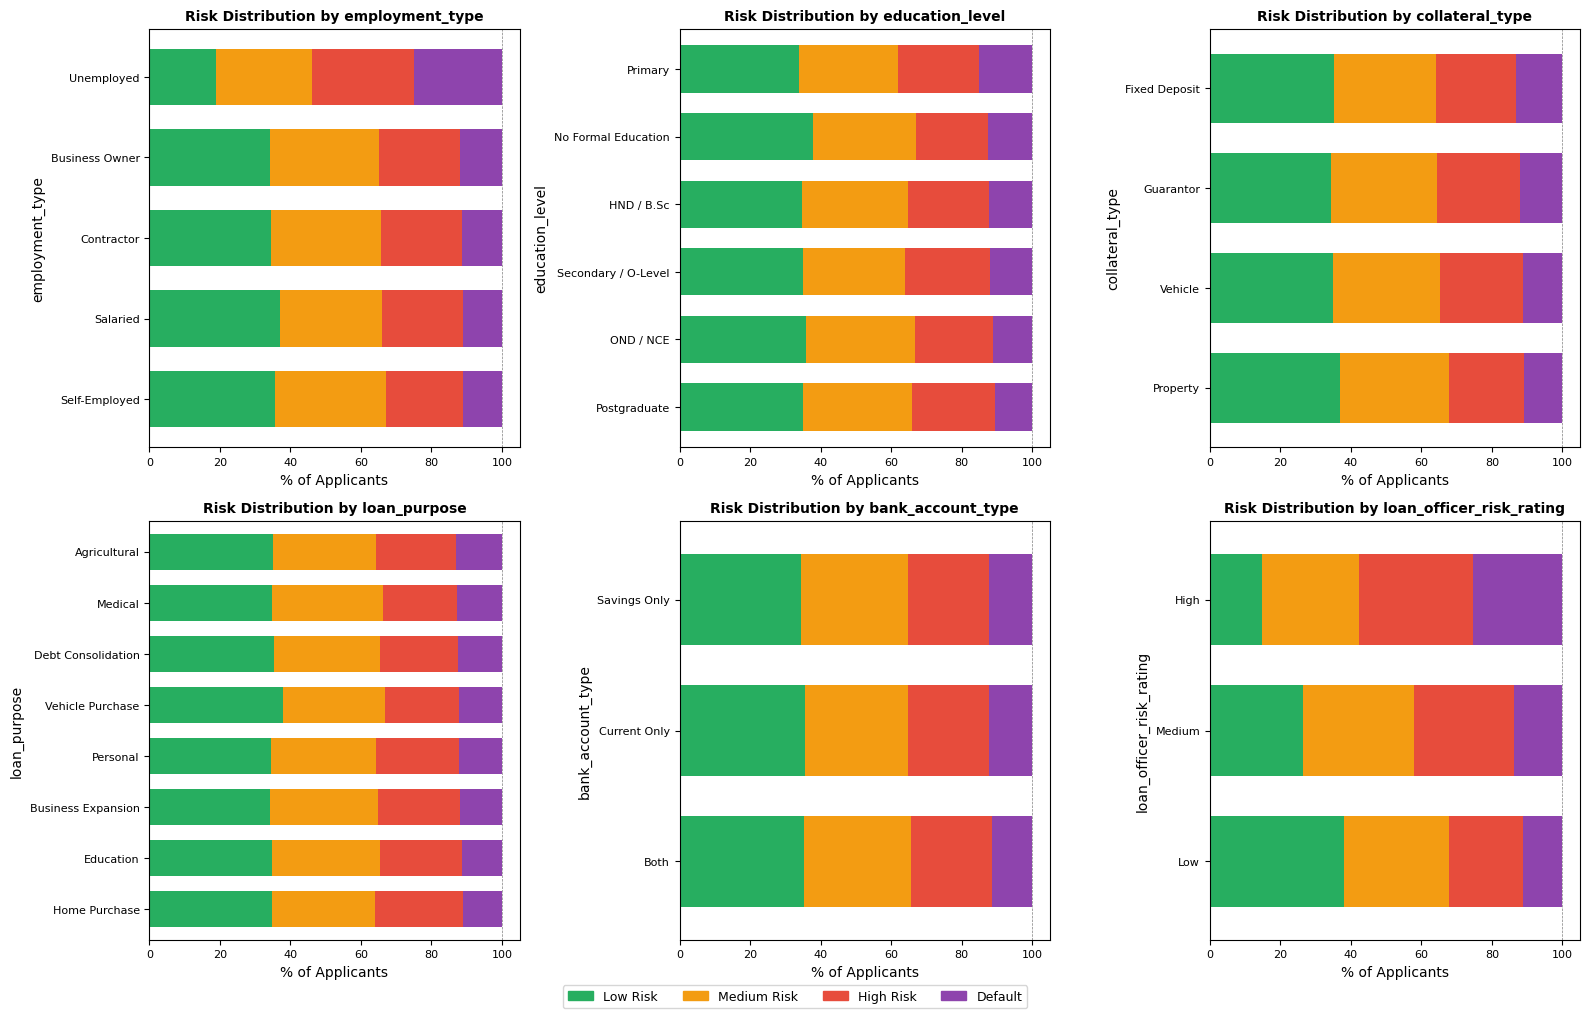 Risk Distribution by employment_type
employment_type
Unemployed
Business Owner
Contractor
Salaried
Self-Employed
0 20 40 60 80 100
% of Applicants
Risk Distribution by education_level
education_level
Primary
No Formal Education
HND / B.Sc
Secondary / O-Level
OND / NCE
Postgraduate
0 20 40 60 80 100
% of Applicants
Risk Distribution by collateral_type
collateral_type
Fixed Deposit
Guarantor
Vehicle
Property
0 20 40 60 80 100
% of Applicants
Risk Distribution by loan_purpose
loan_purpose
Agricultural
Medical
Debt Consolidation
Vehicle Purchase
Personal
Business Expansion
Education
Home Purchase
0 20 40 60 80 100
% of Applicants
Risk Distribution by bank_account_type
bank_account_type
Savings Only
Current Only
Both
0 20 40 60 80 100
% of Applicants
Risk Distribution by loan_officer_risk_rating
loan_officer_risk_rating
High
Medium
Low
0 20 40 60 80 100
% of Applicants
Low Risk Medium Risk High Risk Default